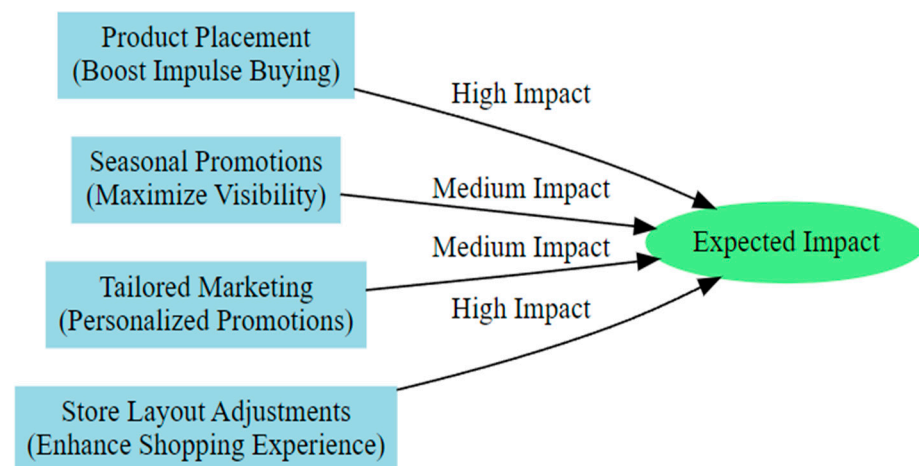 Product Placement
(Boost Impulse Buying)
High Impact
Seasonal Promotions
(Maximize Visibility)
Medium Impact
Expected Impact
Medium Impact
Tailored Marketing
(Personalized Promotions)
High Impact
Store Layout Adjustments
(Enhance Shopping Experience)